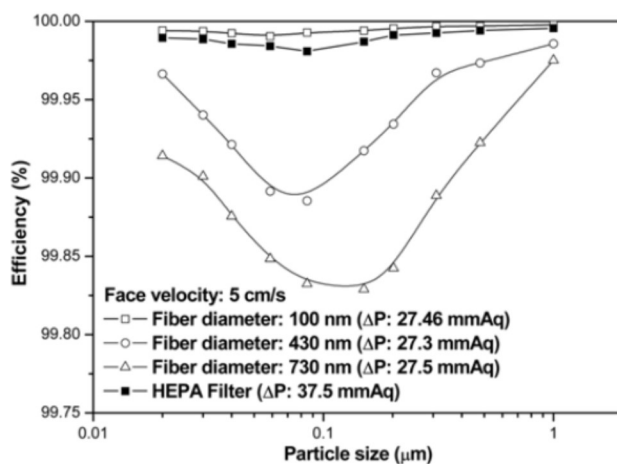 100.00
99.95
99.90
99.85
99.80
99.75
Efficiency (%)
Face velocity: 5 cm/s
Fiber diameter: 100 nm (ΔP: 27.46 mmAq)
Fiber diameter: 430 nm (ΔP: 27.3 mmAq)
Fiber diameter: 730 nm (ΔP: 27.5 mmAq)
HEPA Filter (ΔP: 37.5 mmAq)
0.01 0.1 1
Particle size (μm)